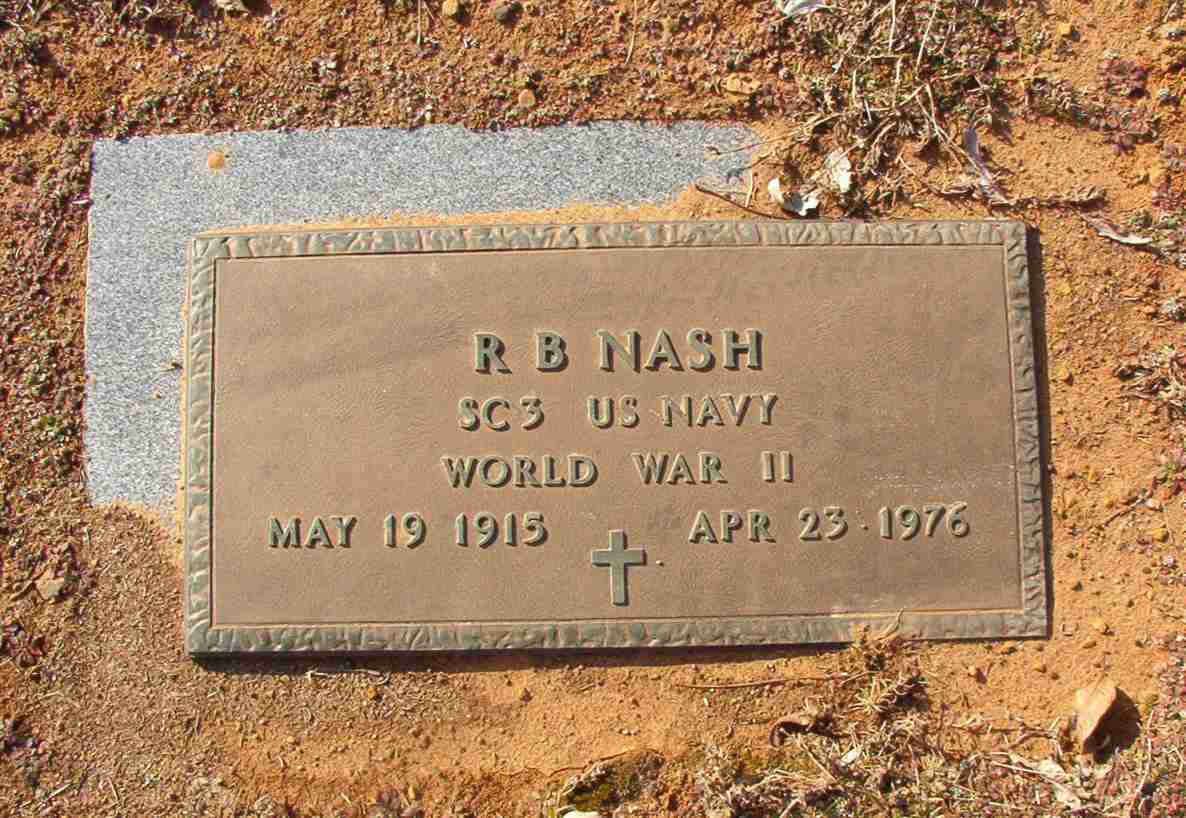 R B NASH
SC3 US NAVY
WORLD WAR II
MAY 19 1915 APR 23 1976